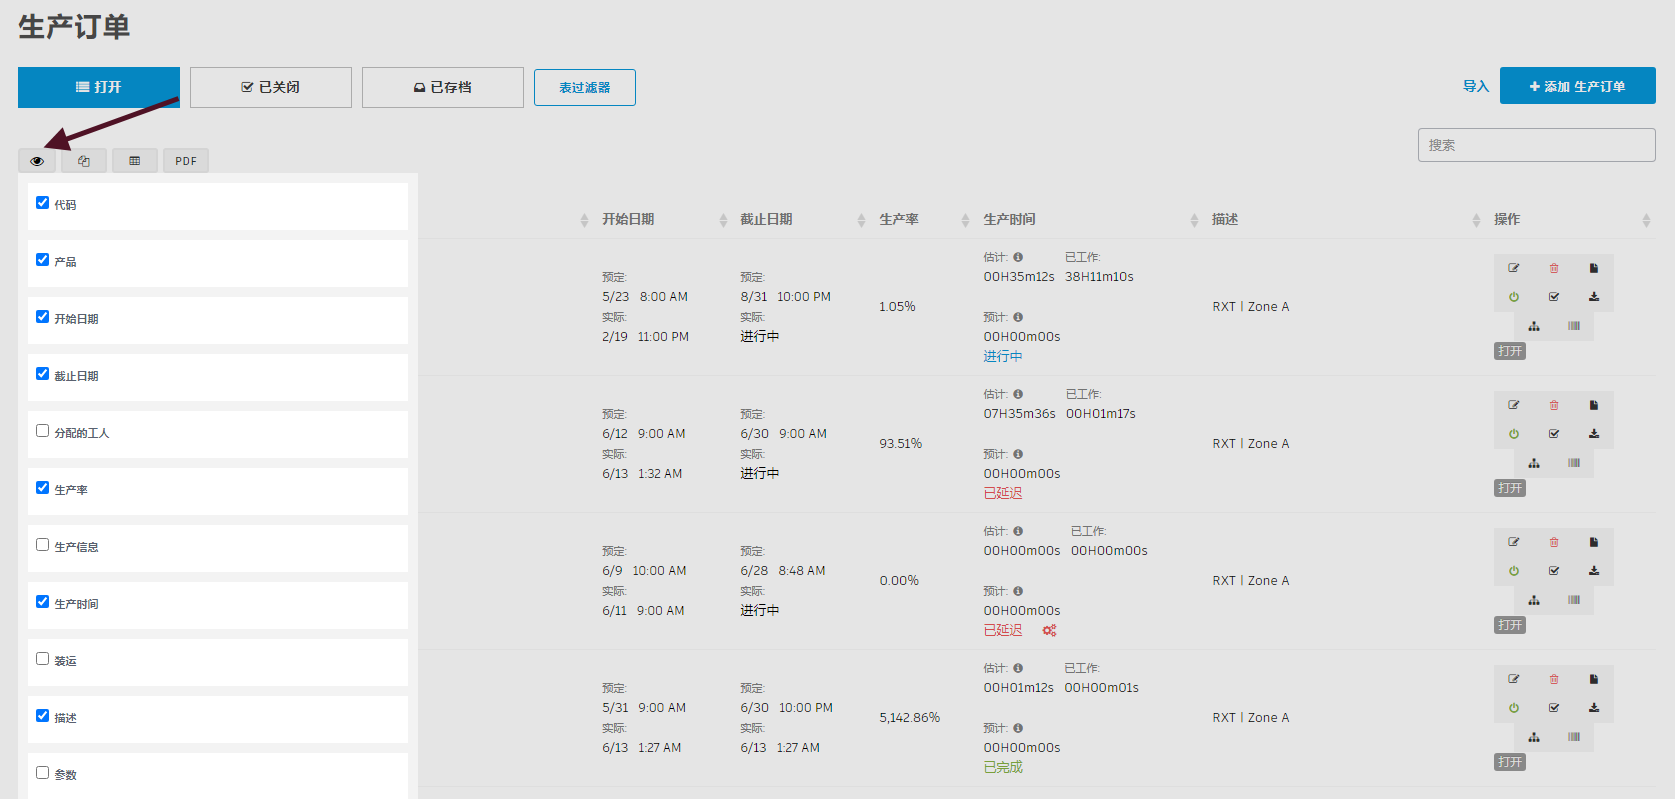 生产订单
打开
已关闭
已存档
表过滤器
导入
添加 生产订单
PDF
搜索
代码
产品
开始日期
截止日期
分配的工人
生产率
生产信息
生产时间
装运
描述
参数
开始日期 截止日期 生产率 生产时间 描述 操作
估计: 已工作:
预定: 预定: 00H35m12s 38H11m10s
5/23 8:00 AM 8/31 10:00 PM
1.05% RXT | Zone A
实际: 实际: 预计:
2/19 11:00 PM 进行中 00H00m00s
进行中
打开
估计: 已工作:
预定: 预定: 07H35m36s 00H01m17s
6/12 9:00 AM 6/30 9:00 AM
93.51% RXT | Zone A
实际: 实际: 预计:
6/13 1:32 AM 进行中 00H00m00s
已延迟
打开
估计: 已工作:
预定: 预定: 00H00m00s 00H00m00s
6/9 10:00 AM 6/28 8:48 AM
0.00% RXT | Zone A
实际: 实际: 预计:
6/11 9:00 AM 进行中 00H00m00s
已延迟
打开
估计: 已工作:
预定: 预定: 00H01m12s 00H00m01s
5/31 9:00 AM 6/30 10:00 PM
5,142.86% RXT | Zone A
实际: 实际: 预计:
6/13 1:27 AM 6/13 1:27 AM 00H00m00s
已完成
打开